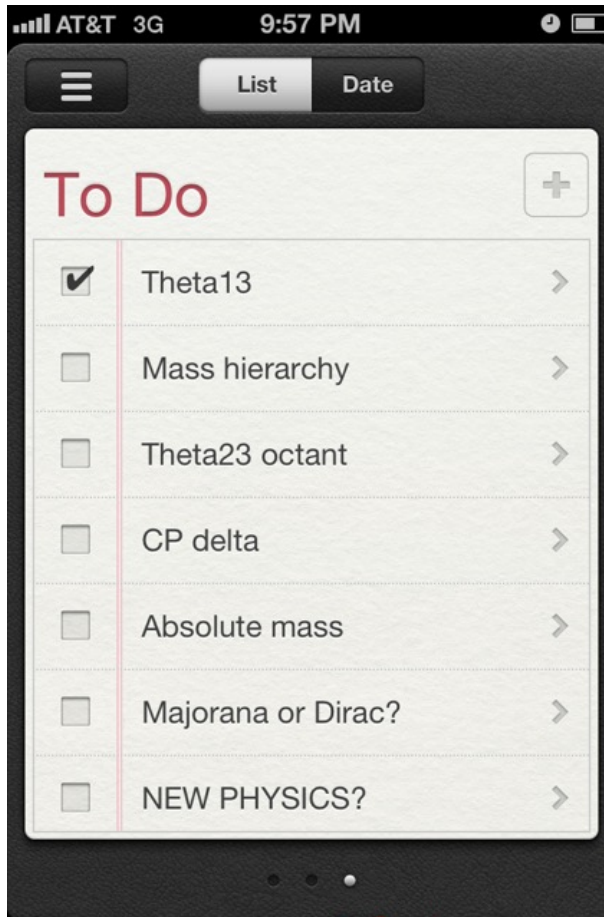 AT&T 3G 9:57 PM
List Date
To Do
Theta13
Mass hierarchy
Theta23 octant
CP delta
Absolute mass
Majorana or Dirac?
NEW PHYSICS?